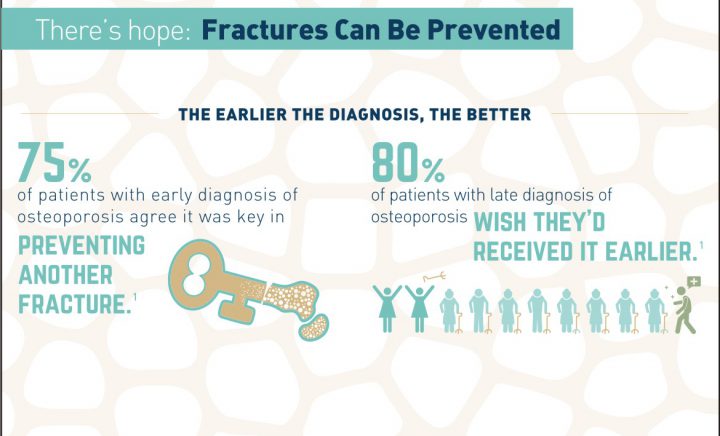 There's hope: Fractures Can Be Prevented
THE EARLIER THE DIAGNOSIS, THE BETTER
75%
of patients with early diagnosis of
osteoporosis agree it was key in
PREVENTING
ANOTHER
FRACTURE.¹
80%
of patients with late diagnosis of
osteoporosis WISH THEY'D
RECEIVED IT EARLIER.¹